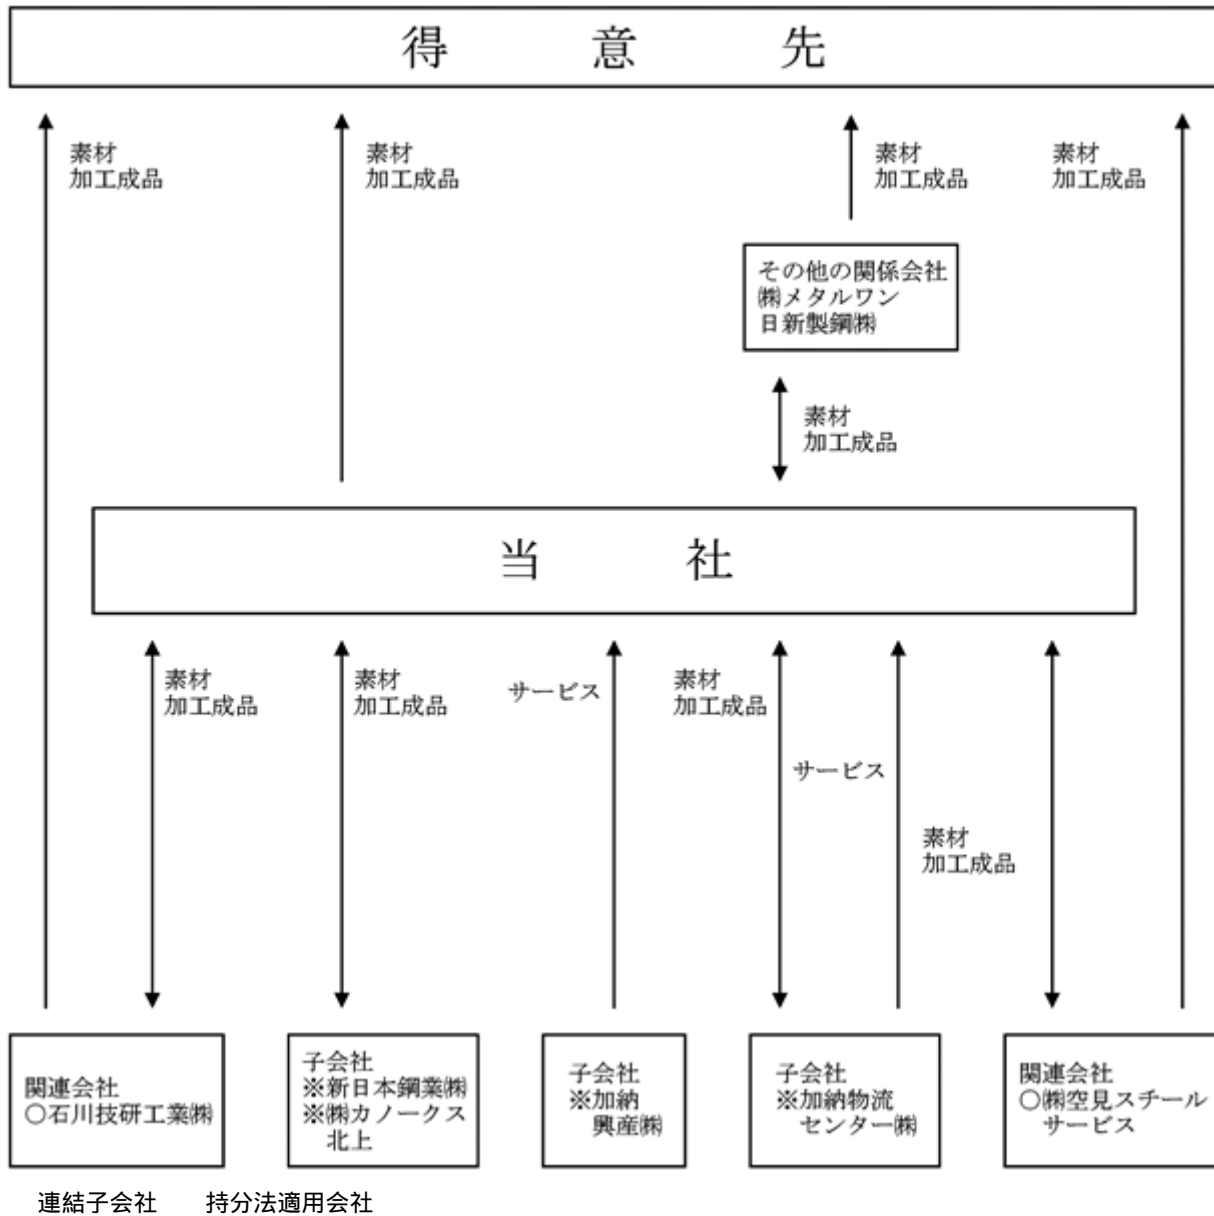 得意先
素材
加工成品
素材
加工成品
素材
加工成品
素材
加工成品
その他の関係会社
㈱メタルワン
日新製鋼㈱
素材
加工成品
当社
素材
加工成品
素材
加工成品
サービス
素材
加工成品
サービス
素材
加工成品
関連会社
○石川技研工業㈱
子会社
※新日本鋼業㈱
※㈱カノークス
北上
子会社
※加納
興産㈱
子会社
※加納物流
センター㈱
関連会社
○㈱空見スチール
サービス
連結子会社　　持分法適用会社